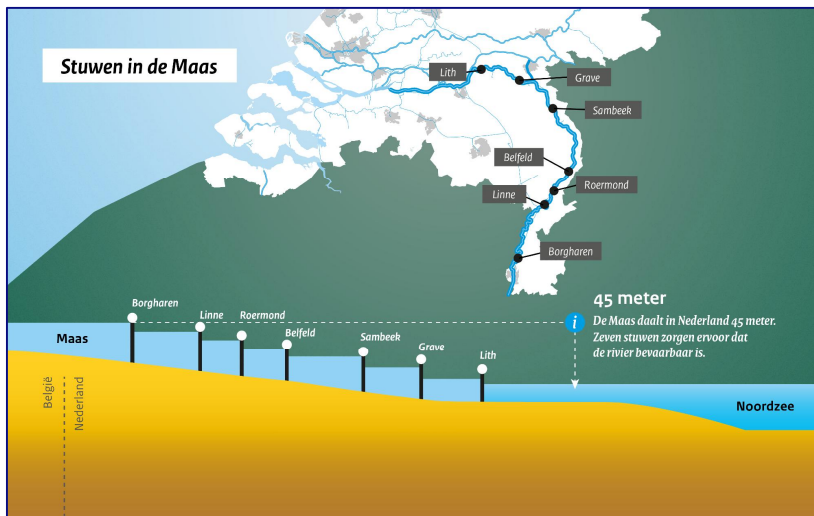 Stuwen in de Maas
Lith
Grave
Sambeek
Belfeld
Roermond
Linne
Borgharen
45 meter
De Maas daalt in Nederland 45 meter.
Zeven stuwen zorgen ervoor dat
de rivier bevaarbaar is.
i
Borgharen
Linne
Roermond
Belfeld
Sambeek
Grave
Lith
Maas
België
Nederland
Noordzee